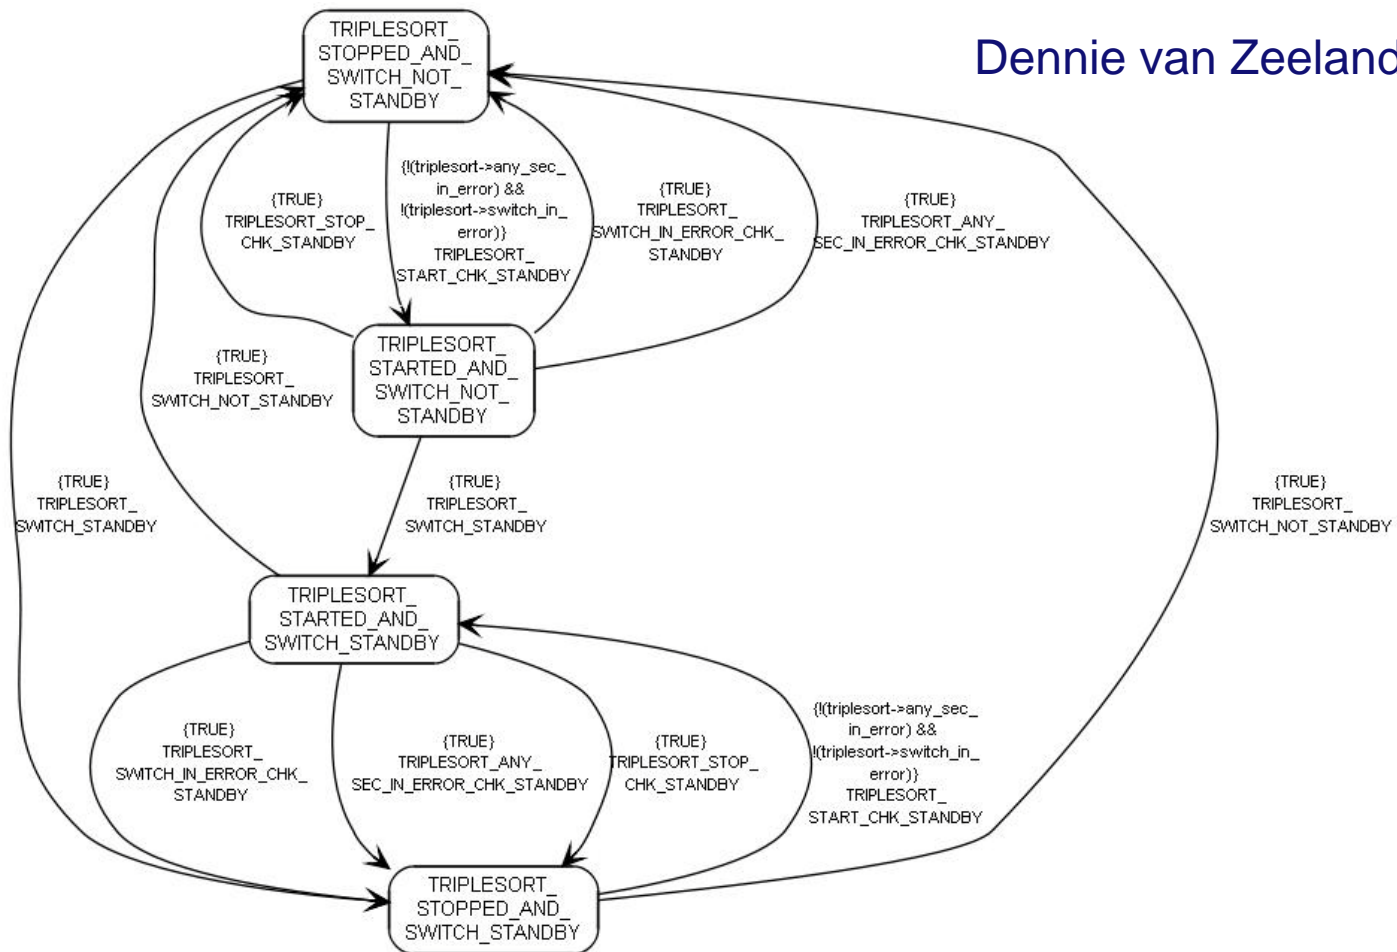 Dennie van Zeeland
TRIPLESORT_
STOPPED_AND_
SWITCH_NOT_
STANDBY
{TRUE}
TRIPLESORT_STOP_
CHK_STANDBY
{!(triplesort->any_sec_
in_error) &&
!(triplesort->switch_in_
error)}
TRIPLESORT_
START_CHK_STANDBY
{TRUE}
TRIPLESORT_
SWITCH_IN_ERROR_CHK_
STANDBY
{TRUE}
TRIPLESORT_ANY_
SEC_IN_ERROR_CHK_STANDBY
TRIPLESORT_
STARTED_AND_
SWITCH_NOT_
STANDBY
{TRUE}
TRIPLESORT_
SWITCH_NOT_STANDBY
{TRUE}
TRIPLESORT_
SWITCH_STANDBY
{TRUE}
TRIPLESORT_
SWITCH_STANDBY
{TRUE}
TRIPLESORT_
SWITCH_NOT_STANDBY
TRIPLESORT_
STARTED_AND_
SWITCH_STANDBY
{TRUE}
TRIPLESORT_
SWITCH_IN_ERROR_CHK_
STANDBY
{TRUE}
TRIPLESORT_ANY_
SEC_IN_ERROR_CHK_STANDBY
{TRUE}
TRIPLESORT_STOP_
CHK_STANDBY
{!(triplesort->any_sec_
in_error) &&
!(triplesort->switch_in_
error)}
TRIPLESORT_
START_CHK_STANDBY
TRIPLESORT_
STOPPED_AND_
SWITCH_STANDBY